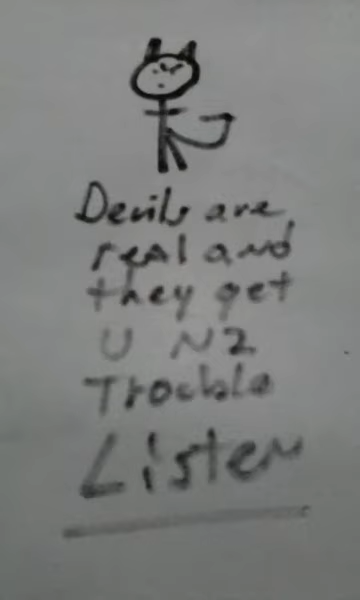 Devils are
real and
they get
U N2
Trouble
Listen